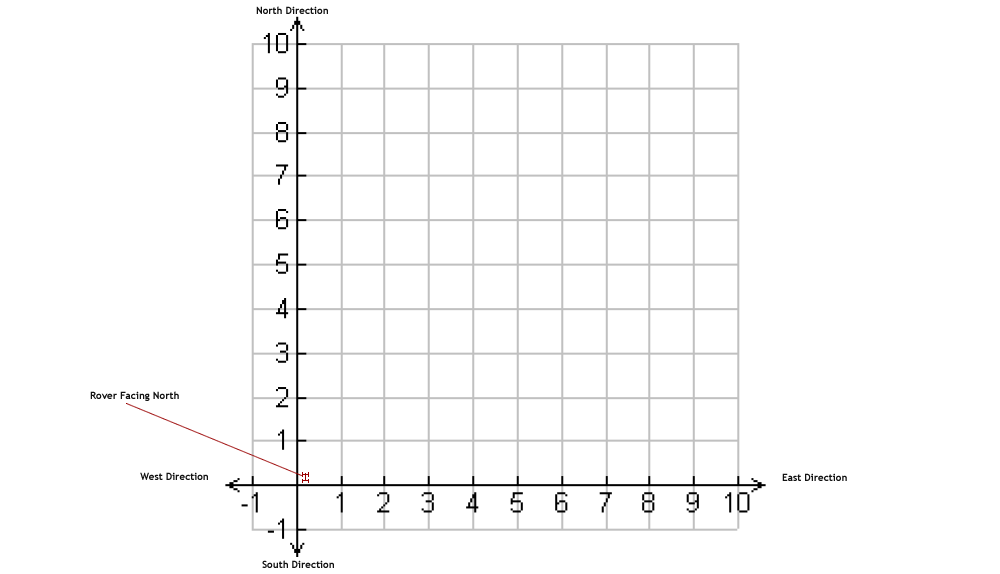 North Direction
10
9
8
7
6
5
4
3
2
Rover Facing North
1
West Direction
East Direction
-1 1 2 3 4 5 6 7 8 9 10
-1
South Direction